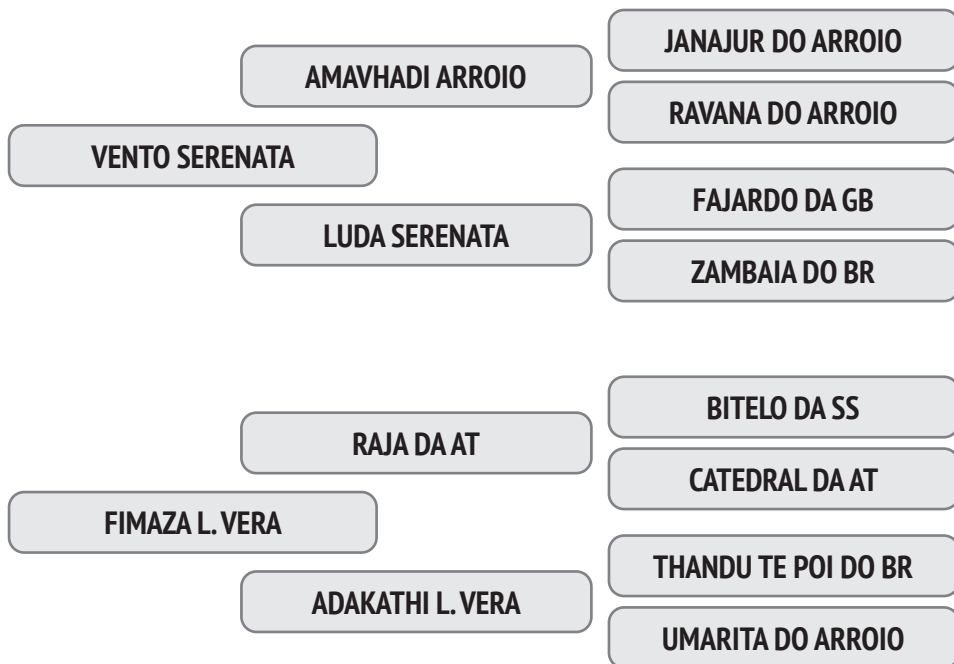 JANAJUR DO ARROIO
AMAVHADI ARROIO
RAVANA DO ARROIO
VENTO SERENATA
FAJARDO DA GB
LUDA SERENATA
ZAMBAIA DO BR
BITELO DA SS
RAJA DA AT
CATEDRAL DA AT
FIMAZA L. VERA
THANDU TE POI DO BR
ADAKATHI L. VERA
UMARITA DO ARROIO